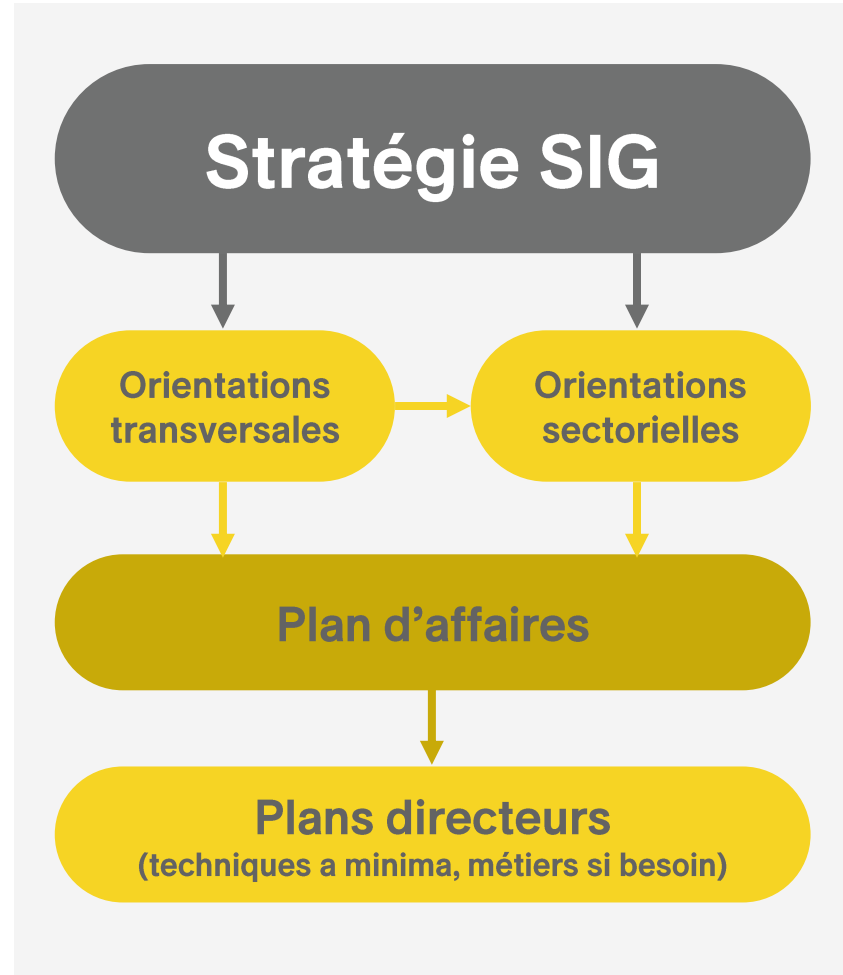 Stratégie SIG
Orientations
transversales
Orientations
sectorielles
Plan d’affaires
Plans directeurs
(techniques a minima, métiers si besoin)